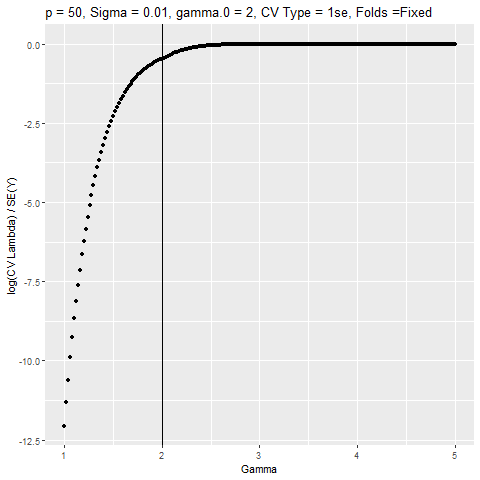 p = 50, Sigma = 0.01, gamma.0 = 2, CV Type = 1se, Folds =Fixed
log(CV Lambda) / SE(Y)
0.0
-2.5
-5.0
-7.5
-10.0
-12.5
1 2 3 4 5
Gamma